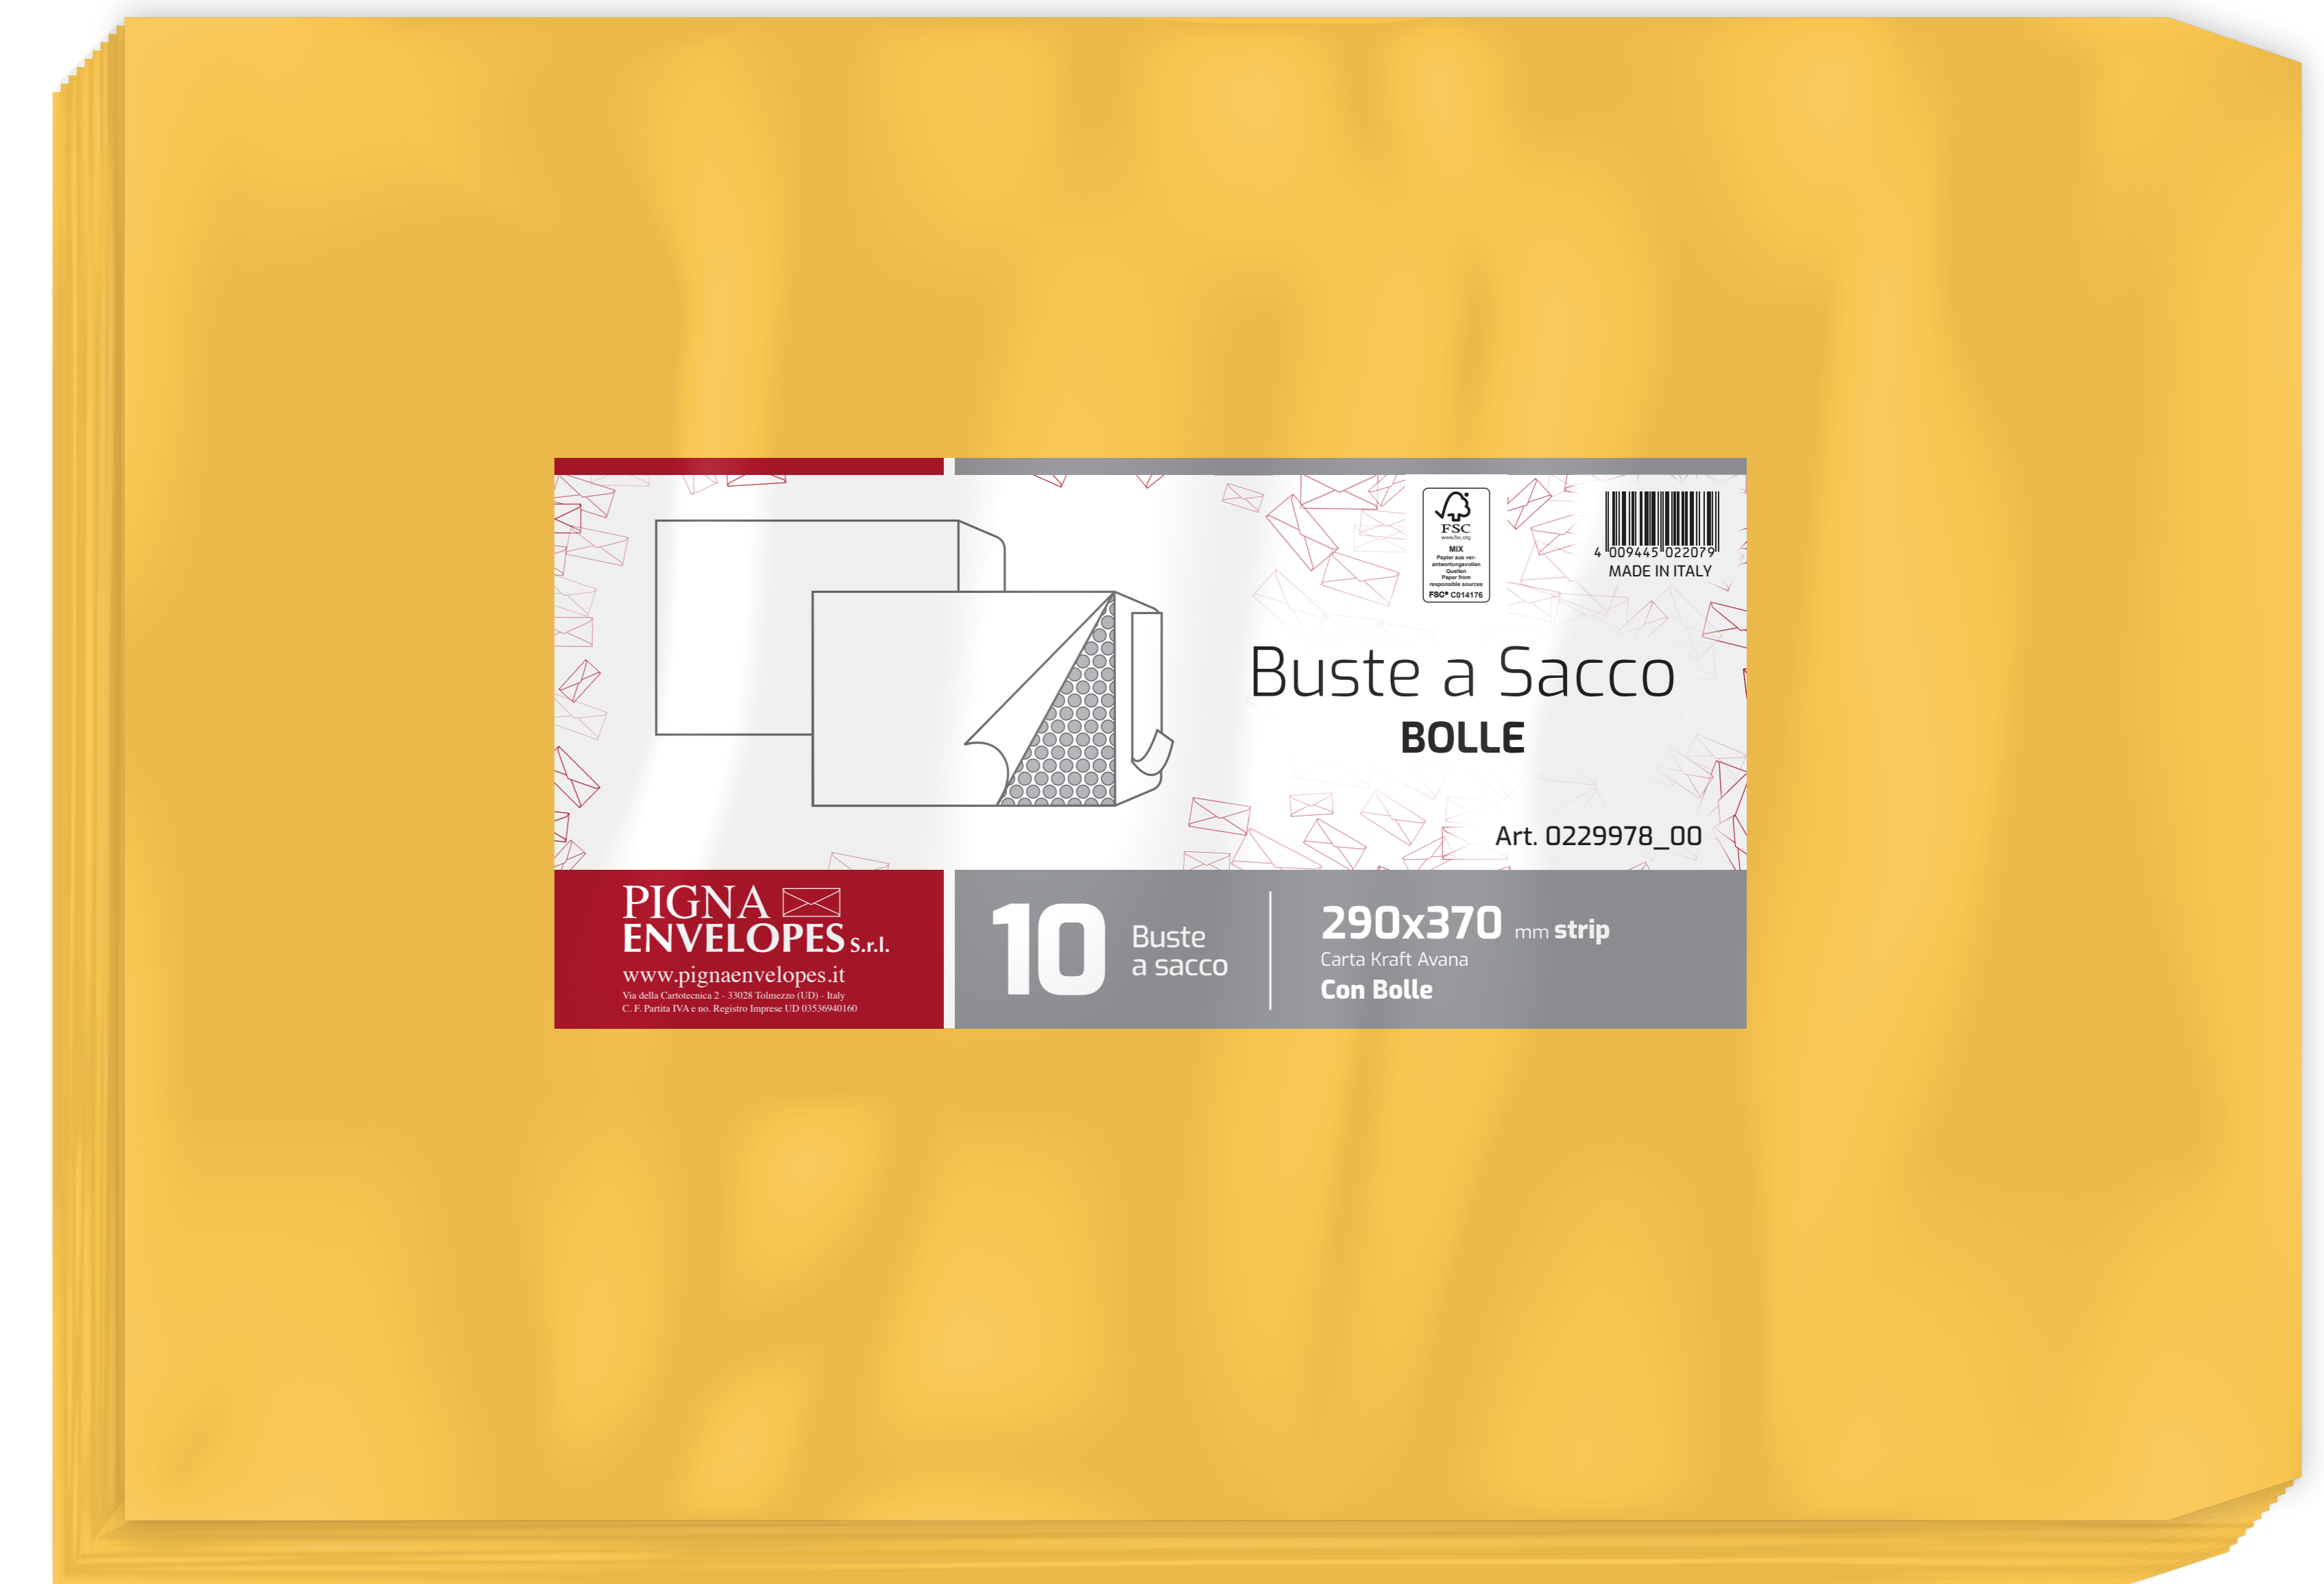 FSC
www.fsc.org
MIX
Papier aus ver-
antwortungsvollen
Quellen
Paper from
responsible sources
FSC® C014176
4 009445 022079
MADE IN ITALY
Buste a Sacco
BOLLE
Art. 0229978_00
PIGNA
ENVELOPES S.r.l.
www.pignaenvelopes.it
Via della Cartotecnica 2 - 33028 Tolmezzo (UD) - Italy
C. F. Partita IVA e no. Registro Imprese UD 03536940160
10 Buste
a sacco
290x370 mm strip
Carta Kraft Avana
Con Bolle